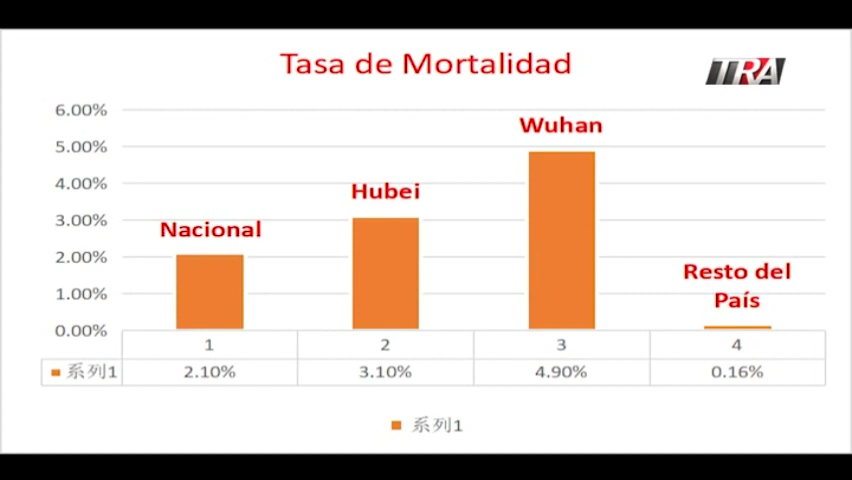 Tasa de Mortalidad
TRA
6.00%
5.00%
4.00%
3.00%
2.00%
1.00%
0.00%
Nacional
Hubei
Wuhan
Resto del
País
1 2 3 4
系列1 2.10% 3.10% 4.90% 0.16%
系列1